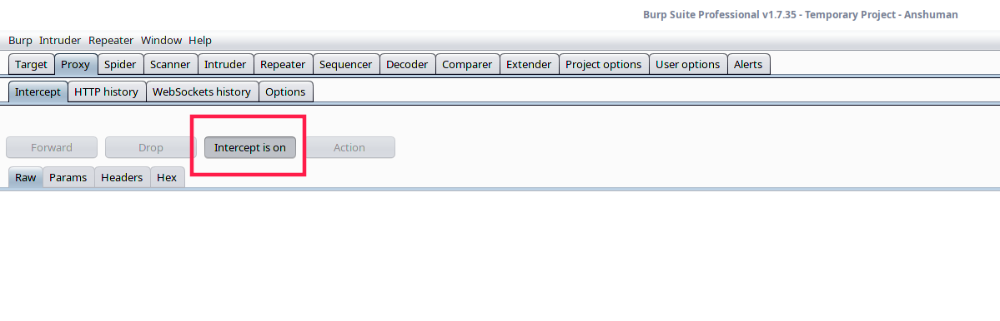 Burp Suite Professional v1.7.35 - Temporary Project - Anshuman
Burp Intruder Repeater Window Help
Target Proxy Spider Scanner Intruder Repeater Sequencer Decoder Comparer Extender Project options User options Alerts
Intercept HTTP history WebSockets history Options
Forward Drop Intercept is on Action
Raw Params Headers Hex